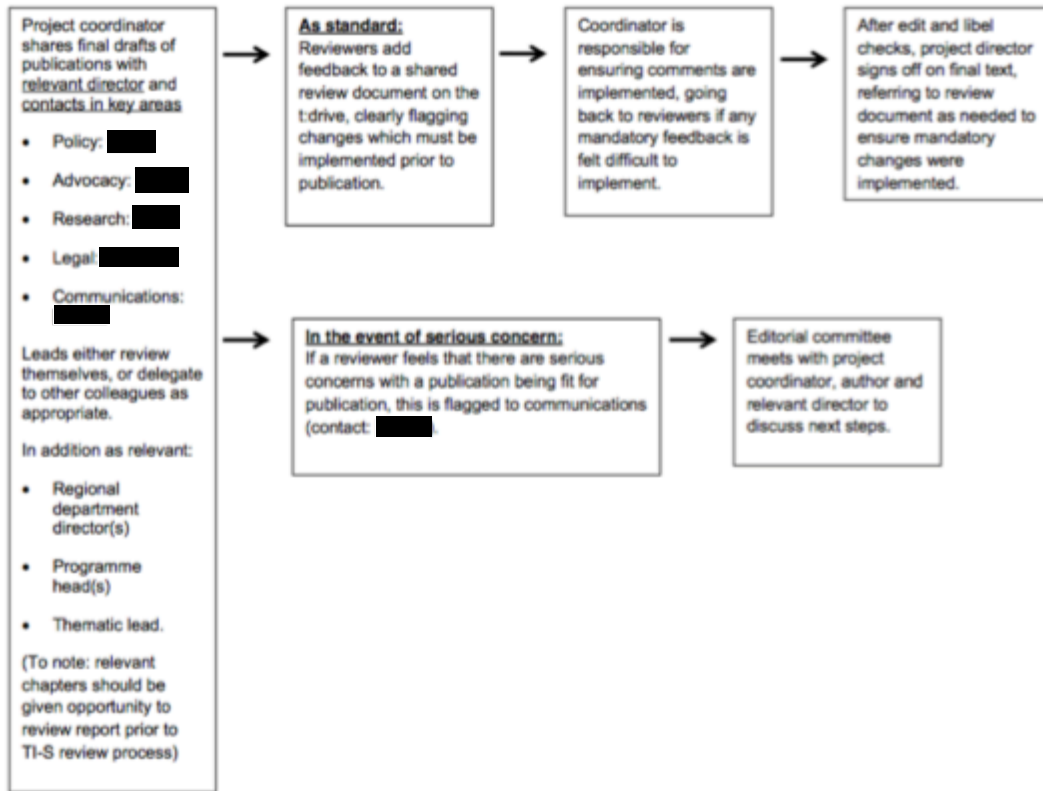 Project coordinator
shares final drafts of
publications with
relevant director and
contacts in key areas
• Policy:
• Advocacy:
• Research:
• Legal:
• Communications:
Leads either review
themselves, or delegate
to other colleagues as
appropriate.
In addition as relevant:
• Regional
department
director(s)
• Programme
head(s)
• Thematic lead.
(To note: relevant
chapters should be
given opportunity to
review report prior to
TI-S review process)
As standard:
Reviewers add
feedback to a shared
review document on the
t:drive, clearly flagging
changes which must be
implemented prior to
publication.
Coordinator is
responsible for
ensuring comments are
implemented, going
back to reviewers if any
mandatory feedback is
felt difficult to
implement.
After edit and libel
checks, project director
signs off on final text,
referring to review
document as needed to
ensure mandatory
changes were
implemented.
In the event of serious concern:
If a reviewer feels that there are serious
concerns with a publication being fit for
publication, this is flagged to communications
(contact: ).
Editorial committee
meets with project
coordinator, author and
relevant director to
discuss next steps.